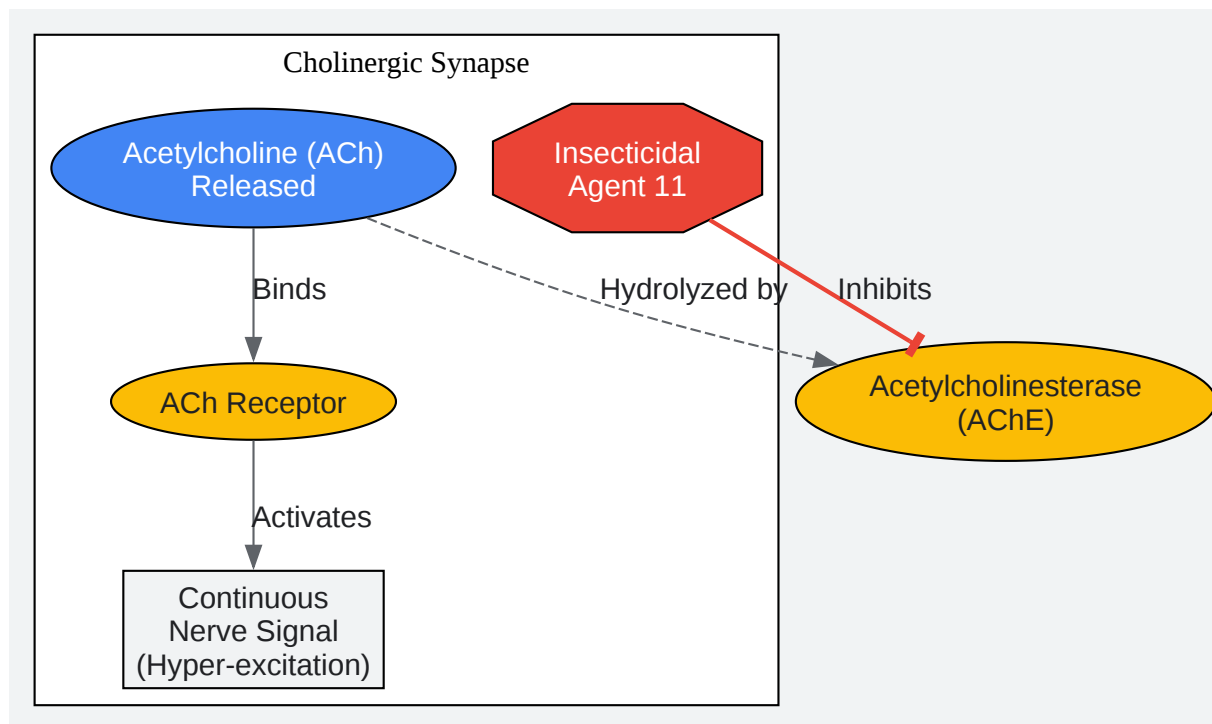 Cholinergic Synapse
Acetylcholine (ACh)
Released
Insecticidal
Agent 11
Binds
Hydrolyzed by
Inhibits
ACh Receptor
Acetylcholinesterase
(AChE)
Activates
Continuous
Nerve Signal
(Hyper-excitation)